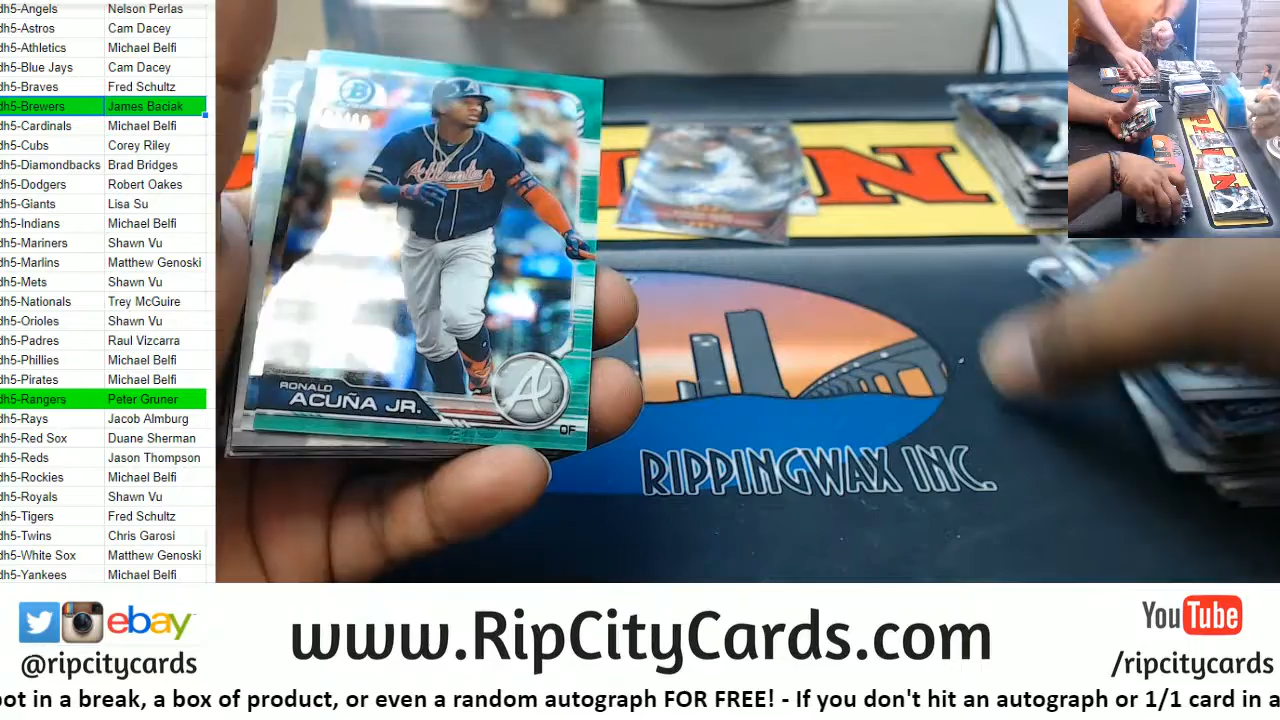 dh5-Angels Nelson Perlas
dh5-Astros Cam Dacey
dh5-Athletics Michael Belfi
dh5-Blue Jays Cam Dacey
dh5-Braves Fred Schultz
dh5-Brewers James Baciak
dh5-Cardinals Michael Belfi
dh5-Cubs Corey Riley
dh5-Diamondbacks Brad Bridges
dh5-Dodgers Robert Oakes
dh5-Giants Lisa Su
dh5-Indians Michael Belfi
dh5-Mariners Shawn Vu
dh5-Marlins Matthew Genoski
dh5-Mets Shawn Vu
dh5-Nationals Trey McGuire
dh5-Orioles Shawn Vu
dh5-Padres Raul Vizcarra
dh5-Phillies Michael Belfi
dh5-Pirates Michael Belfi
dh5-Rangers Peter Gruner
dh5-Rays Jacob Almburg
dh5-Red Sox Duane Sherman
dh5-Reds Jason Thompson
dh5-Rockies Michael Belfi
dh5-Royals Shawn Vu
dh5-Tigers Fred Schultz
dh5-Twins Chris Garosi
dh5-White Sox Matthew Genoski
dh5-Yankees Michael Belfi
B
A
Atlanta
RONALD
ACUÑA JR.
A
OF
N
RIPPINGWAX INC.
ebay
@ripcitycards
www.RipCityCards.com
YouTube
/ripcitycards
pot in a break, a box of product, or even a random autograph FOR FREE! - If you don't hit an autograph or 1/1 card in a